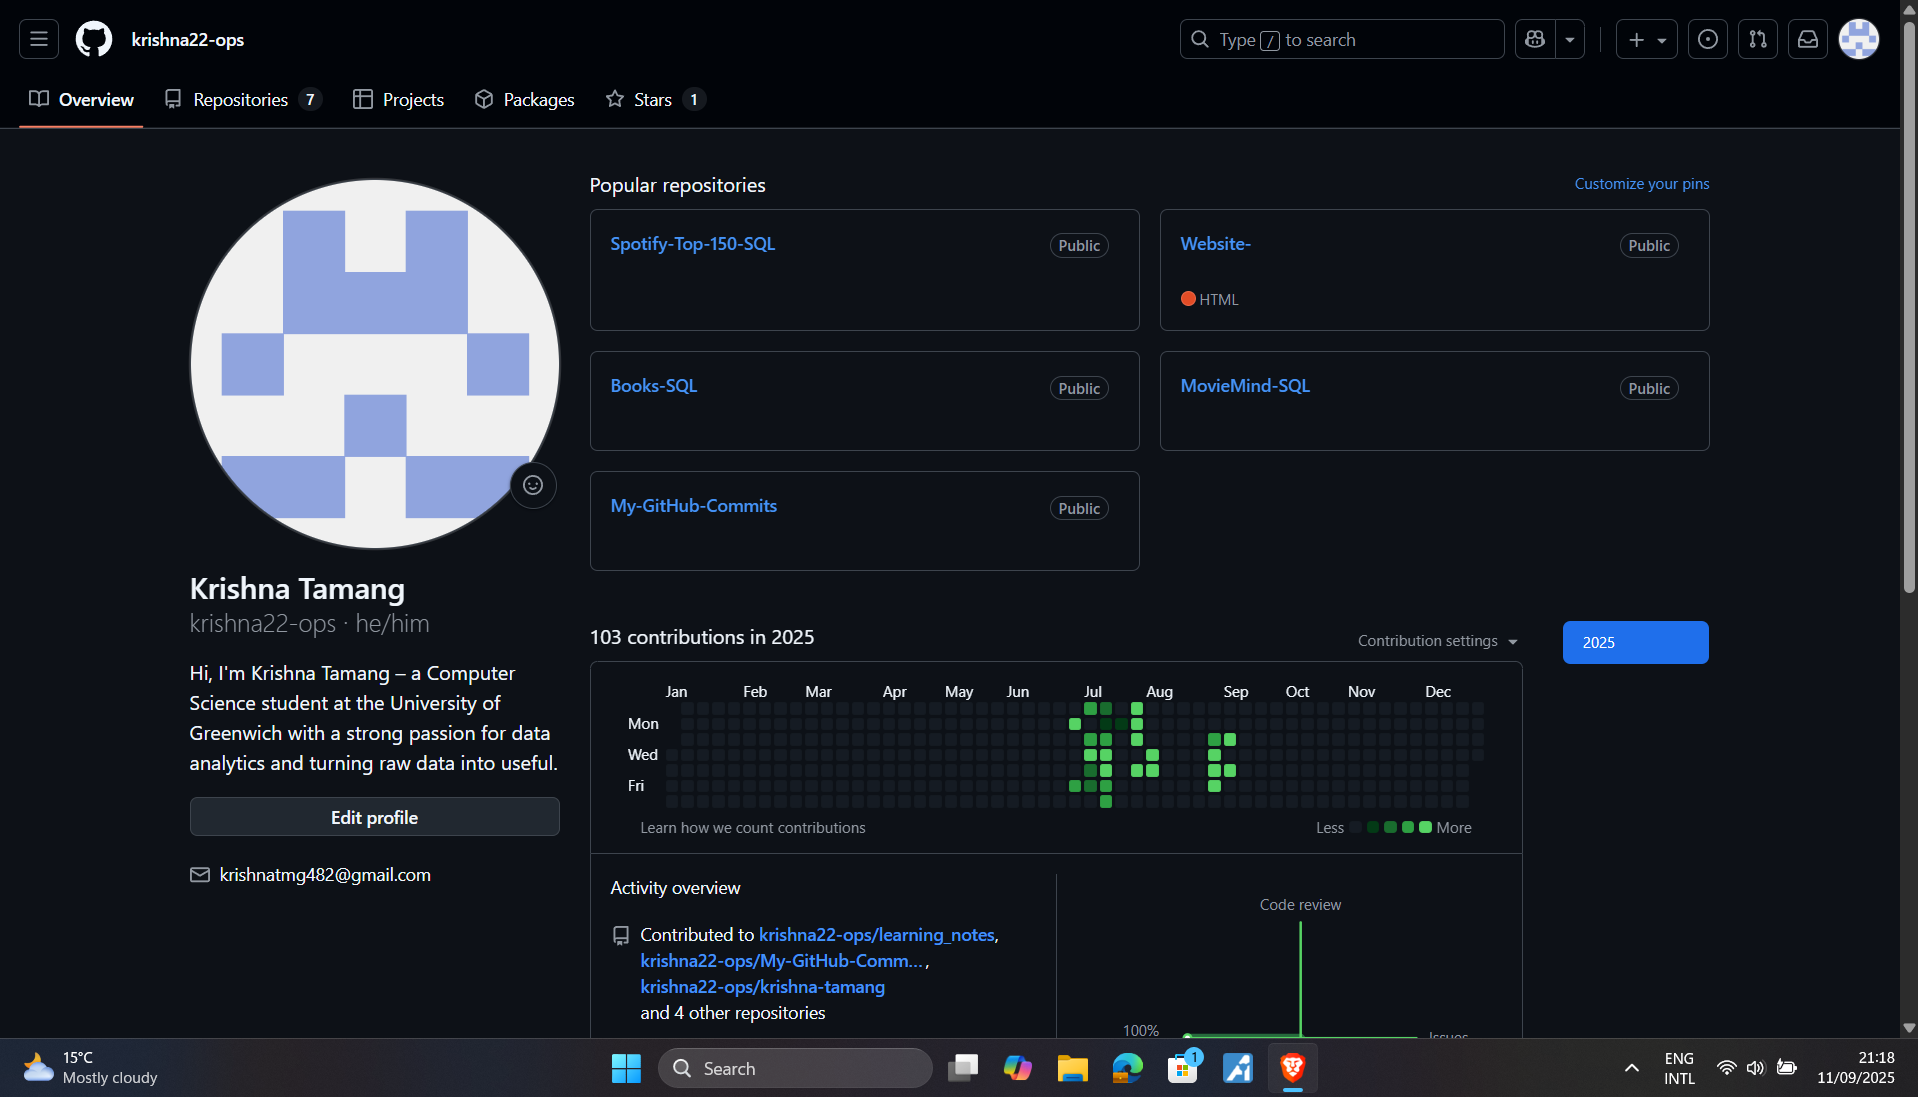 krishna22-ops
Type / to search
Overview
Repositories 7
Projects
Packages
Stars 1
Popular repositories
Customize your pins
Spotify-Top-150-SQL
Public
Website-
Public
HTML
Books-SQL
Public
MovieMind-SQL
Public
My-GitHub-Commits
Public
Krishna Tamang
krishna22-ops · he/him
Hi, I'm Krishna Tamang – a Computer
Science student at the University of
Greenwich with a strong passion for data
analytics and turning raw data into useful.
Edit profile
krishnatmg482@gmail.com
103 contributions in 2025
Contribution settings
2025
Jan Feb Mar Apr May Jun Jul Aug Sep Oct Nov Dec
Mon
Wed
Fri
Learn how we count contributions
Less
More
Activity overview
Contributed to krishna22-ops/learning_notes,
krishna22-ops/My-GitHub-Comm…,
krishna22-ops/krishna-tamang
and 4 other repositories
Code review
100%
Issues
15°C
Mostly cloudy
Search
1
ENG
INTL
21:18
11/09/2025